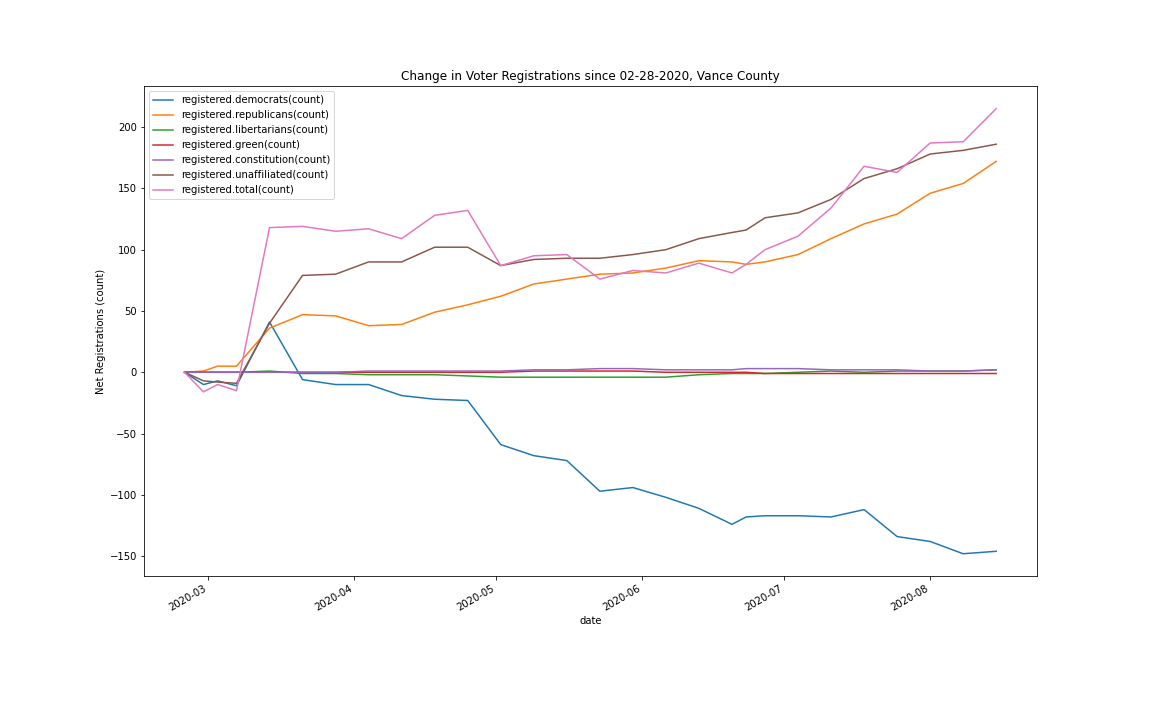 Change in Voter Registrations since 02-28-2020, Vance County
registered.democrats(count)
registered.republicans(count)
registered.libertarians(count)
registered.green(count)
registered.constitution(count)
registered.unaffiliated(count)
registered.total(count)
Net Registrations (count)
200
150
100
50
0
−50
−100
−150
2020-03
2020-04
2020-05
2020-06
2020-07
2020-08
date